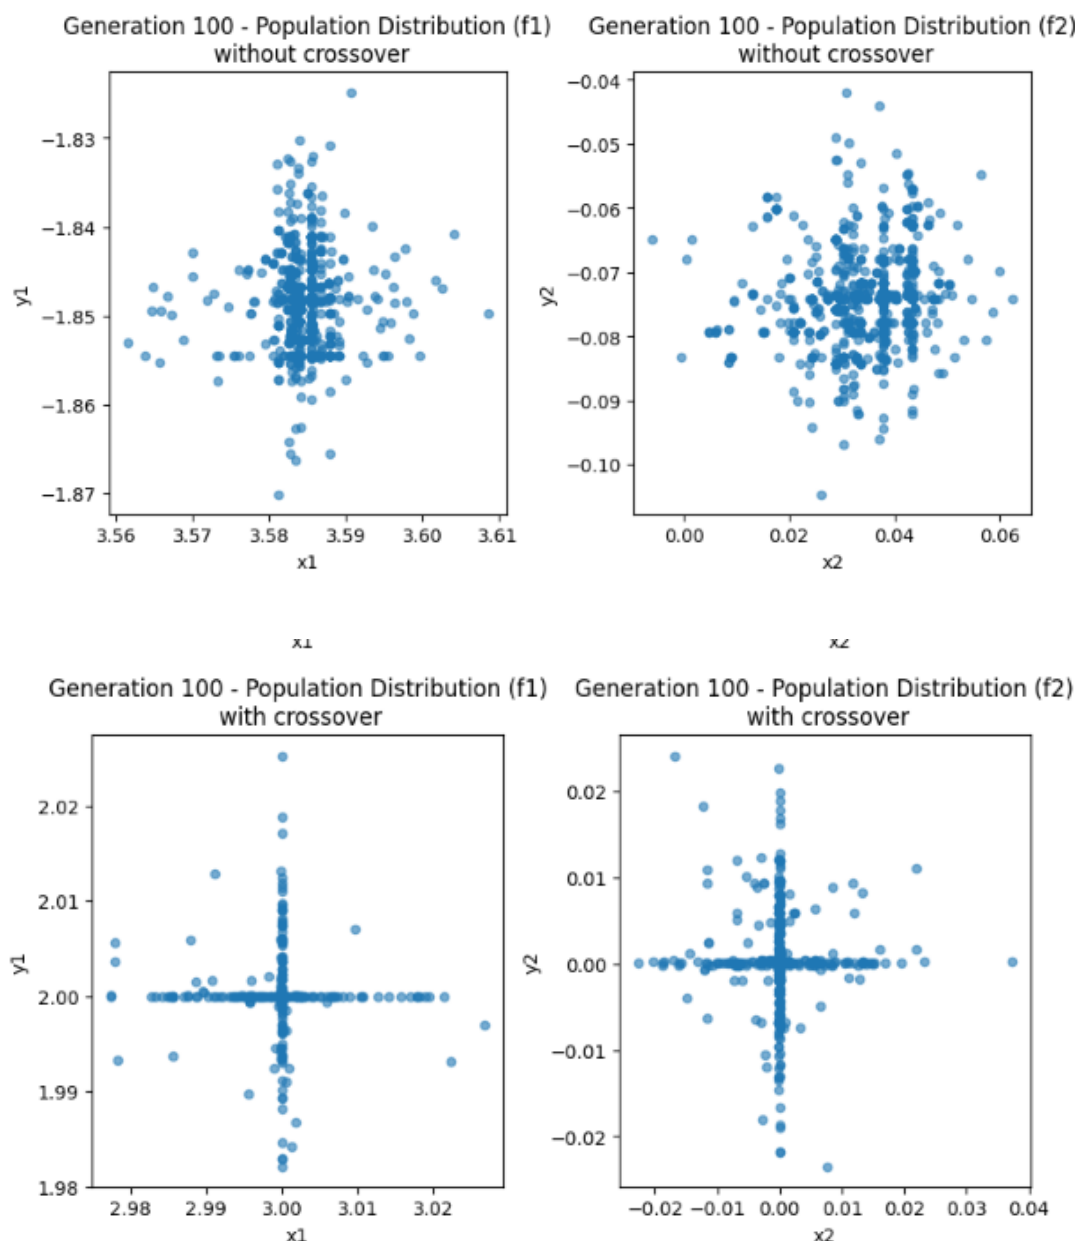 Generation 100 - Population Distribution (f1)
without crossover
Generation 100 - Population Distribution (f2)
without crossover
−1.83
−1.84
−1.85
−1.86
−1.87
y1
3.56 3.57 3.58 3.59 3.60 3.61
x1
−0.04
−0.05
−0.06
−0.07
−0.08
−0.09
−0.10
y2
0.00 0.02 0.04 0.06
x2
x1
x2
Generation 100 - Population Distribution (f1)
with crossover
Generation 100 - Population Distribution (f2)
with crossover
2.02
2.01
2.00
1.99
1.98
y1
2.98 2.99 3.00 3.01 3.02
x1
0.02
0.01
0.00
−0.01
−0.02
y2
−0.02 −0.01 0.00 0.01 0.02 0.03 0.04
x2